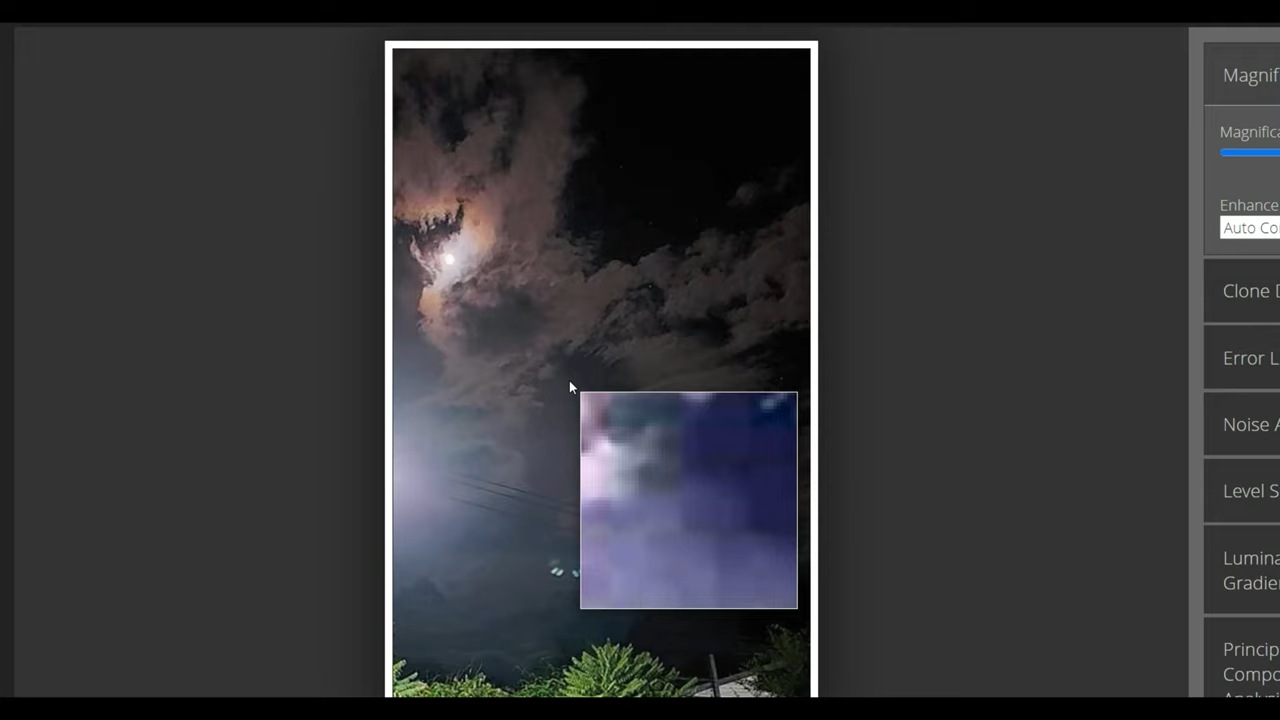 Magnif
Magnifica
Enhance
Auto Co
Clone D
Error L
Noise A
Level S
Lumina
Gradie
Princip
Compo